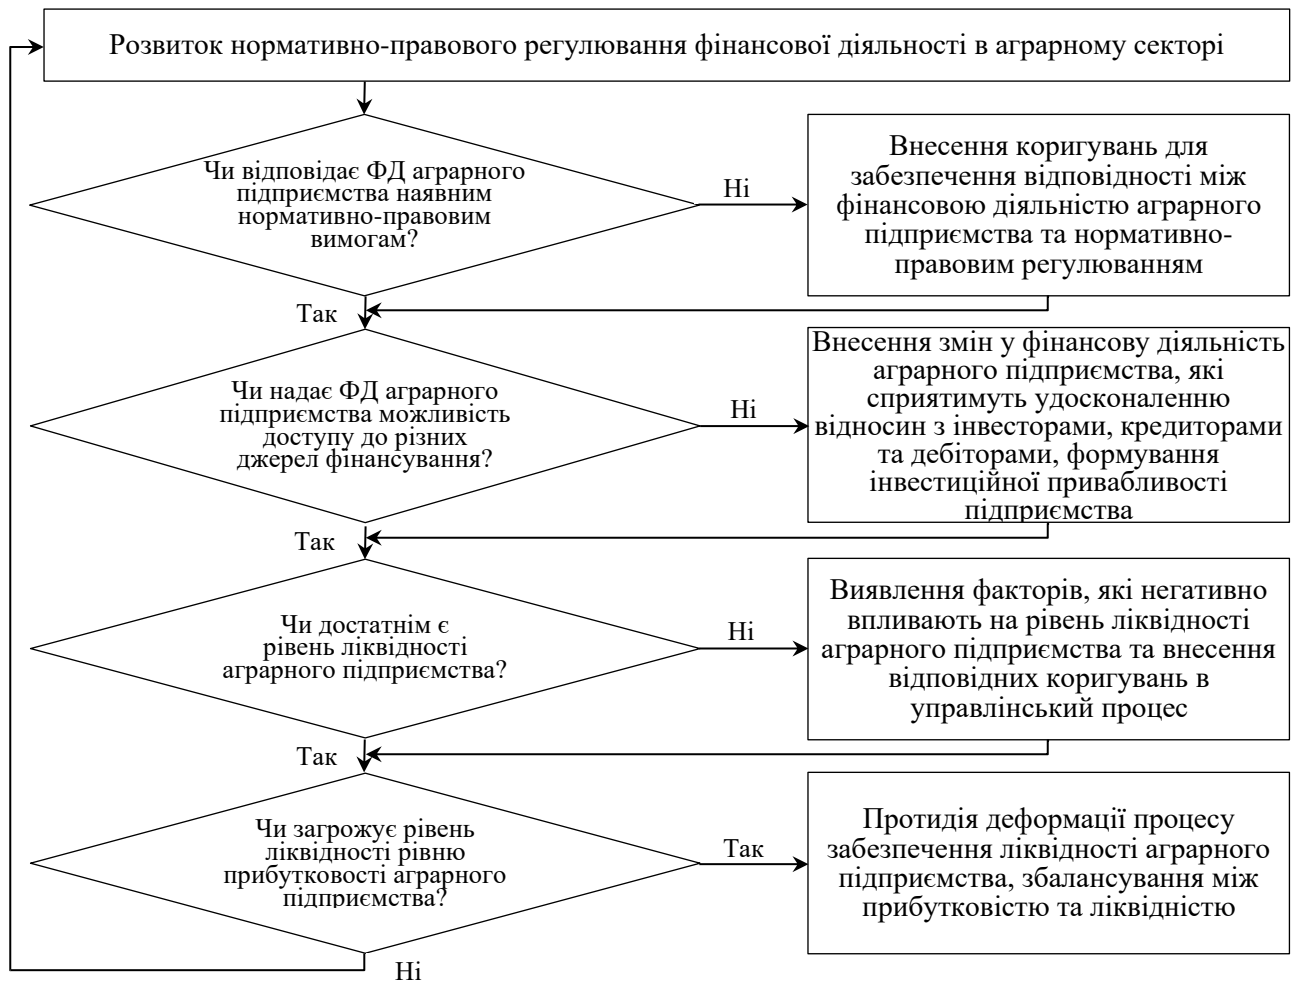 Розвиток нормативно-правового регулювання фінансової діяльності в аграрному секторі
Чи відповідає ФД аграрного
підприємства наявним
нормативно-правовим
вимогам?
Ні
Внесення коригувань для
забезпечення відповідності між
фінансовою діяльністю аграрного
підприємства та нормативно-
правовим регулюванням
Так
Чи надає ФД аграрного
підприємства можливість
доступу до різних
джерел фінансування?
Ні
Внесення змін у фінансову діяльність
аграрного підприємства, які
сприятимуть удосконаленню
відносин з інвесторами, кредиторами
та дебіторами, формування
інвестиційної привабливості
підприємства
Так
Чи достатнім є
рівень ліквідності
аграрного підприємства?
Ні
Виявлення факторів, які негативно
впливають на рівень ліквідності
аграрного підприємства та внесення
відповідних коригувань в
управлінський процес
Так
Чи загрожує рівень
ліквідності рівню
прибутковості аграрного
підприємства?
Так
Протидія деформації процесу
забезпечення ліквідності аграрного
підприємства, збалансування між
прибутковістю та ліквідністю
Ні